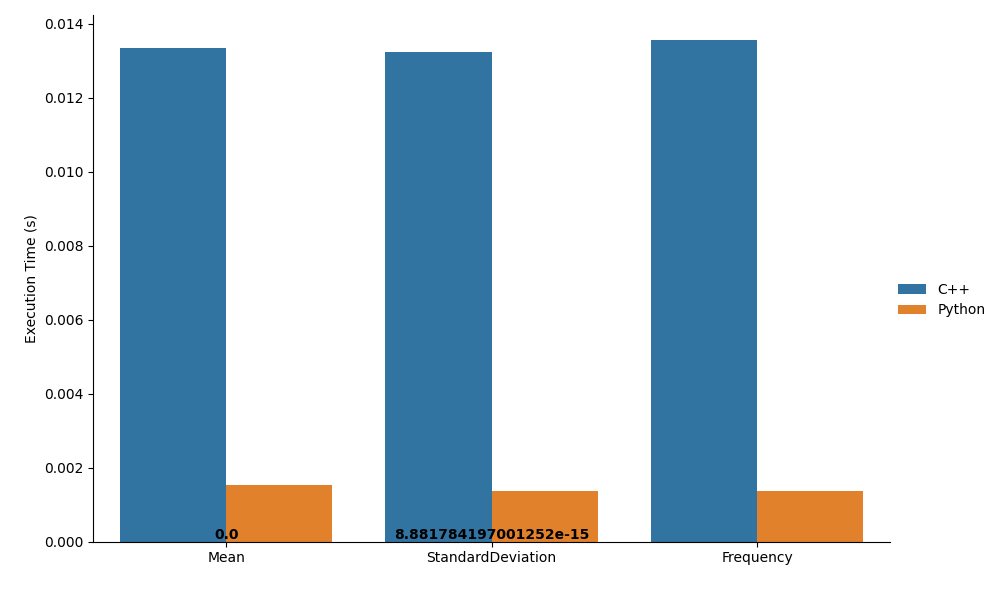 0.014
0.012
0.010
0.008
0.006
0.004
0.002
0.000
Execution Time (s)
0.0
8.881784197001252e-15
Mean
StandardDeviation
Frequency
C++
Python